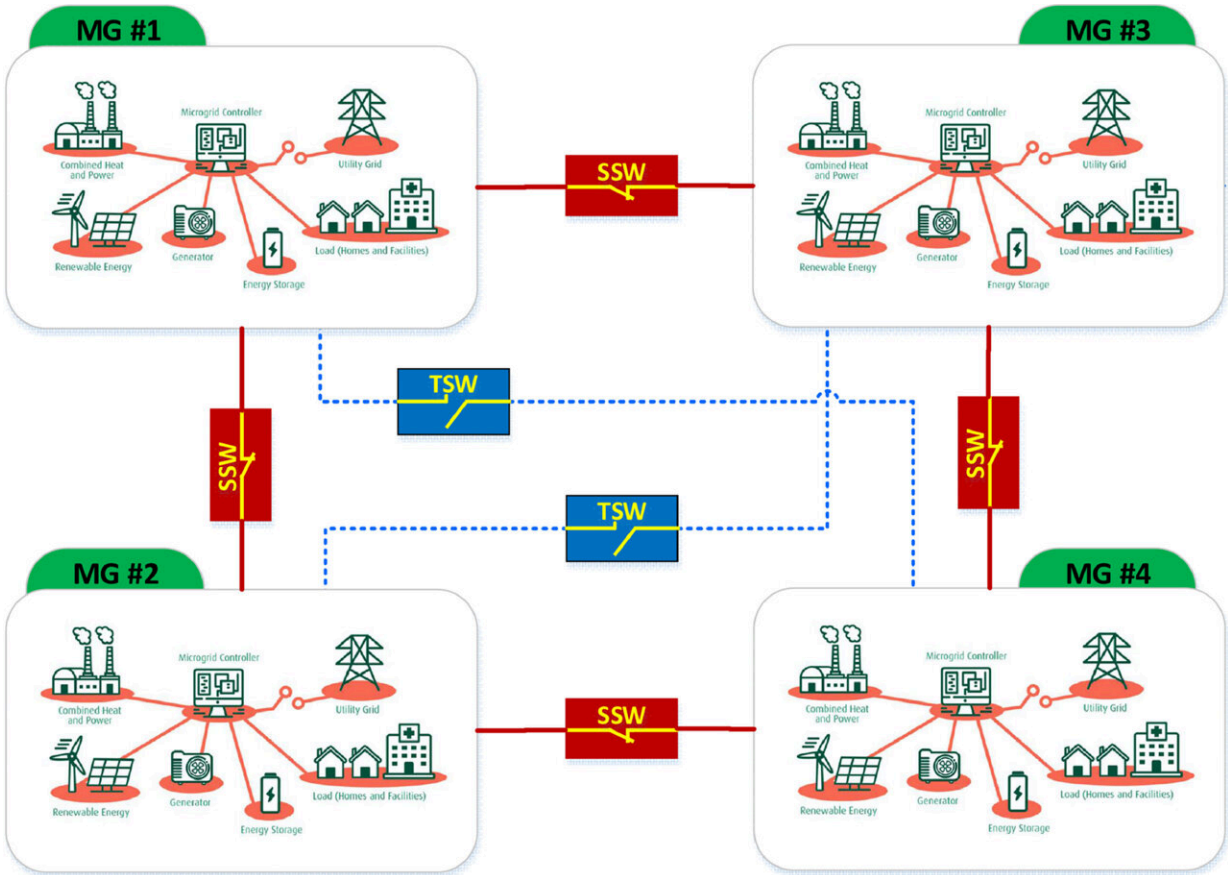 MG #1
Microgrid Controller
Combined Heat
and Power
Utility Grid
Renewable Energy
Generator
Energy Storage
Load (Homes and Facilities)
SSW
MG #3
Microgrid Controller
Combined Heat
and Power
Utility Grid
Renewable Energy
Generator
Energy Storage
Load (Homes and Facilities)
SSW
TSW
SSW
TSW
MG #2
Microgrid Controller
Combined Heat
and Power
Utility Grid
Renewable Energy
Generator
Energy Storage
Load (Homes and Facilities)
SSW
MG #4
Microgrid Controller
Combined Heat
and Power
Utility Grid
Renewable Energy
Generator
Energy Storage
Load (Homes and Facilities)